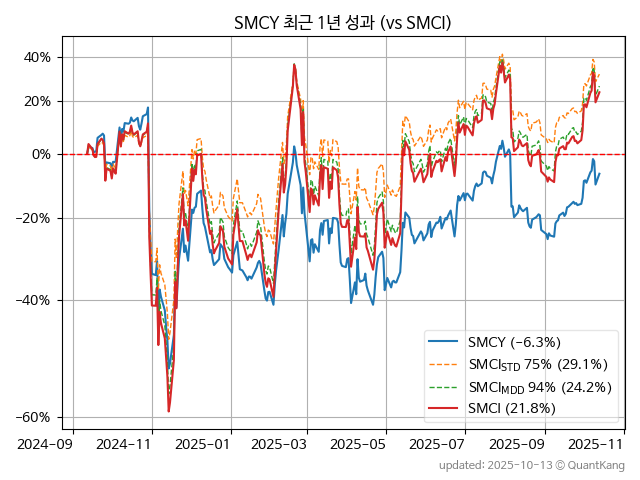 SMCY 최근 1년 성과 (vs SMCI)
40%
20%
0%
−20%
−40%
−60%
2024−09 2024−11 2025−01 2025−03 2025−05 2025−07 2025−09 2025−11
SMCY (−6.3%)
SMCI_STD 75% (29.1%)
SMCI_MDD 94% (24.2%)
SMCI (21.8%)
updated: 2025-10-13 © QuantKang